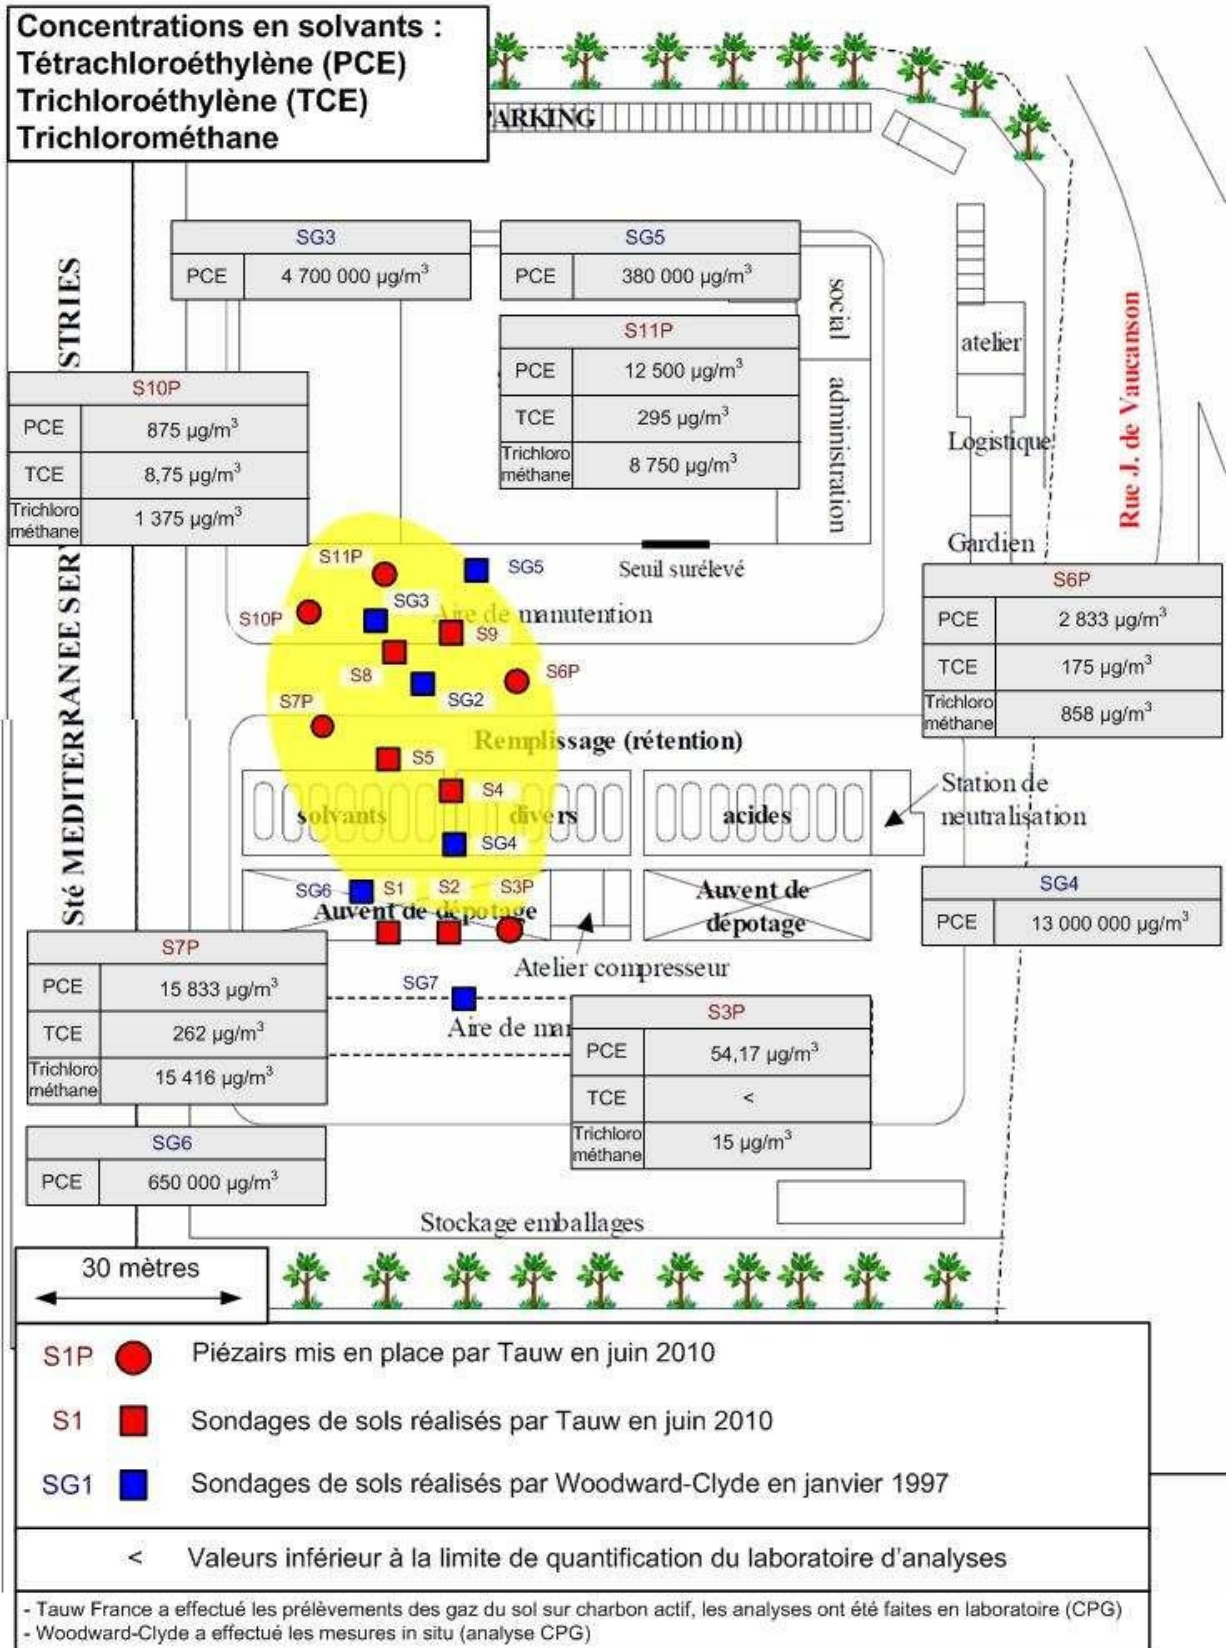 Concentrations en solvants :
Tétrachloroéthylène (PCE)
Trichloroéthylène (TCE)
Trichlorométhane
PARKING
SG3
PCE 4 700 000 µg/m³
SG5
PCE 380 000 µg/m³
S11P
PCE 12 500 µg/m³
TCE 295 µg/m³
Trichloro
méthane 8 750 µg/m³
social
administration
atelier
Logistique
Gardien
Rue J. de Vaucanson
Sté MEDITERRANEE SER
STRIES
S10P
PCE 875 µg/m³
TCE 8,75 µg/m³
Trichloro
méthane 1 375 µg/m³
S11P
SG5
Seuil surélevé
SG3
S10P
Aire de manutention
S9
S8
S6P
SG2
S7P
S6P
PCE 2 833 µg/m³
TCE 175 µg/m³
Trichloro
méthane 858 µg/m³
Remplissage (rétention)
S5
S4
solvants
divers
acides
Station de
neutralisation
SG4
SG6
S1
S2
S3P
Auvent de dépotage
Auvent de
dépotage
SG4
PCE 13 000 000 µg/m³
Atelier compresseur
SG7
Aire de mar
S7P
PCE 15 833 µg/m³
TCE 262 µg/m³
Trichloro
méthane 15 416 µg/m³
S3P
PCE 54,17 µg/m³
TCE <
Trichloro
méthane 15 µg/m³
SG6
PCE 650 000 µg/m³
Stockage emballages
30 mètres
S1P Piézairs mis en place par Tauw en juin 2010
S1 Sondages de sols réalisés par Tauw en juin 2010
SG1 Sondages de sols réalisés par Woodward-Clyde en janvier 1997
< Valeurs inférieur à la limite de quantification du laboratoire d'analyses
- Tauw France a effectué les prélèvements des gaz du sol sur charbon actif, les analyses ont été faites en laboratoire (CPG)
- Woodward-Clyde a effectué les mesures in situ (analyse CPG)